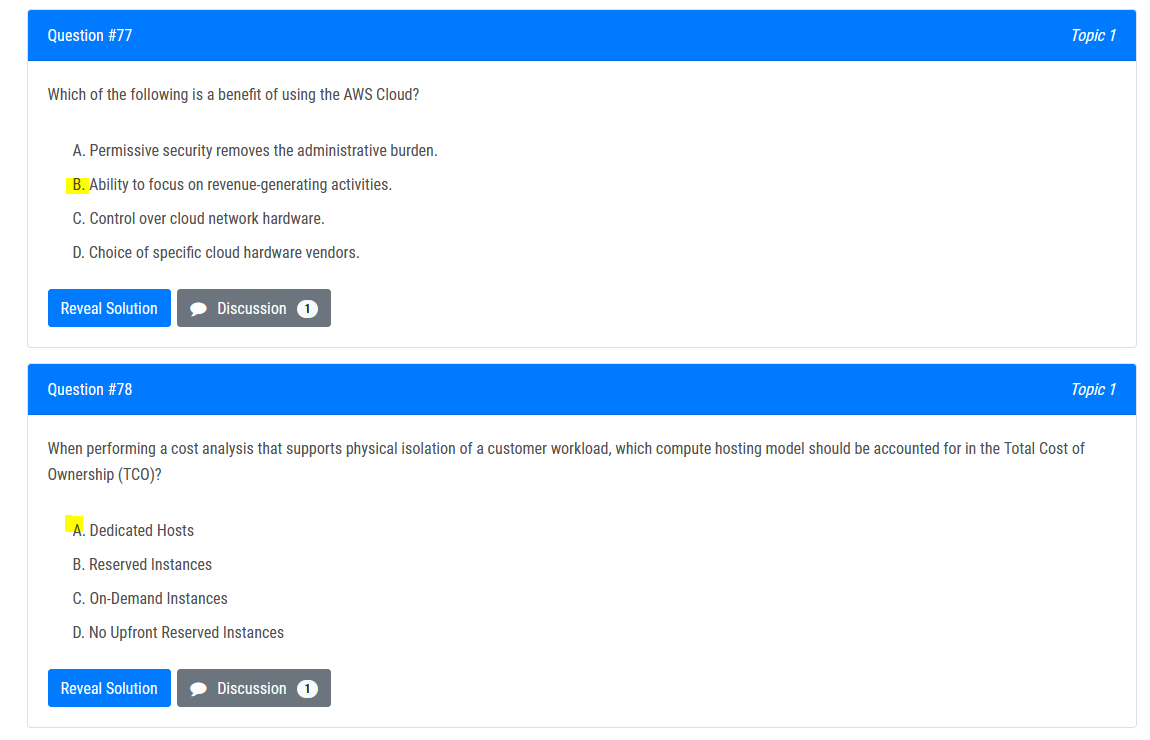 Question #77
Topic 1
Which of the following is a benefit of using the AWS Cloud?
A. Permissive security removes the administrative burden.
B. Ability to focus on revenue-generating activities.
C. Control over cloud network hardware.
D. Choice of specific cloud hardware vendors.
Reveal Solution
Discussion 1
Question #78
Topic 1
When performing a cost analysis that supports physical isolation of a customer workload, which compute hosting model should be accounted for in the Total Cost of
Ownership (TCO)?
A. Dedicated Hosts
B. Reserved Instances
C. On-Demand Instances
D. No Upfront Reserved Instances
Reveal Solution
Discussion 1